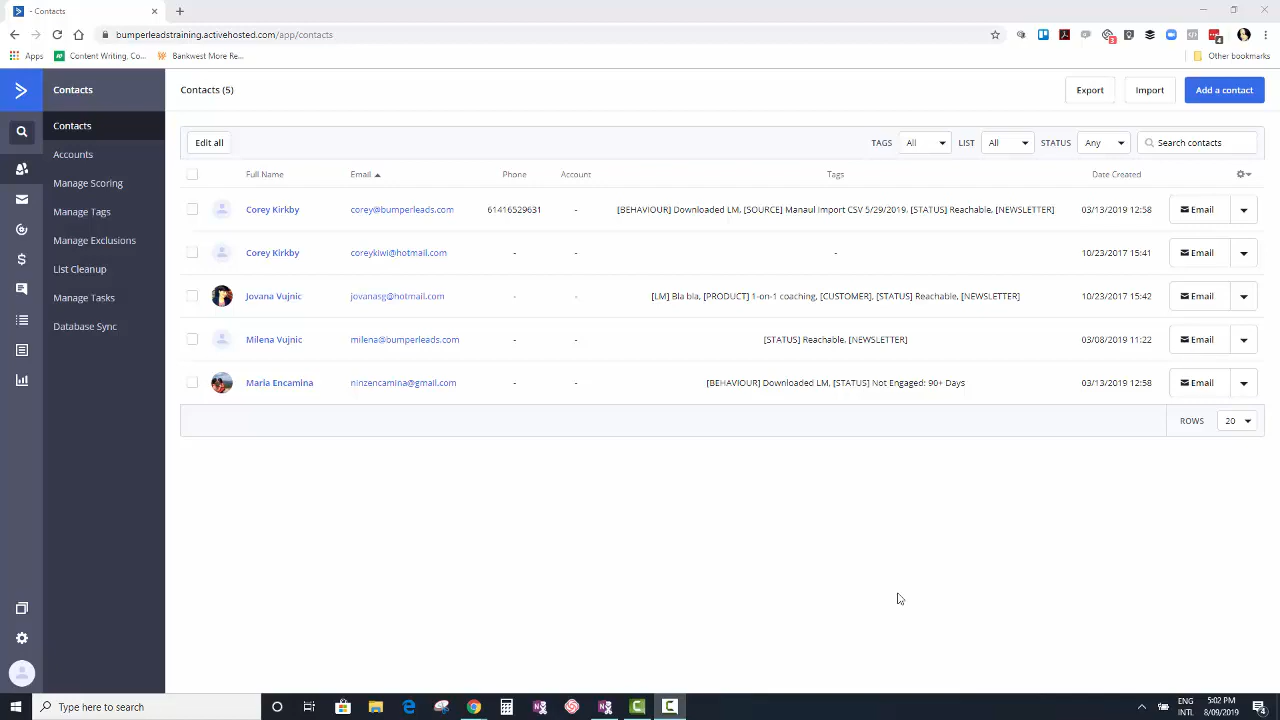 - Contacts
bumperleadstraining.activehosted.com/app/contacts
3
4
Apps
Content Writing, Co...
Bankwest More Re...
Other bookmarks
Contacts
Contacts
Accounts
Manage Scoring
Manage Tags
Manage Exclusions
List Cleanup
Manage Tasks
Database Sync
Contacts (5)
Export
Import
Add a contact
Edit all
TAGS All LIST All STATUS Any Search contacts
Full Name Email Phone Account Tags Date Created
Corey Kirkby corey@bumperleads.com 61416529631 - [BEHAVIOUR] Downloaded LM, [SOURCE] Manaul Import CSV 5/29/2019, [STATUS] Reachable, [NEWSLETTER] 03/13/2019 12:58 Email
Corey Kirkby coreykiwi@hotmail.com - - - 10/23/2017 15:41 Email
Jovana Vujnic jovanasg@hotmail.com - - [LM] Bla bla, [PRODUCT] 1-on-1 coaching, [CUSTOMER], [STATUS] Reachable, [NEWSLETTER] 10/23/2017 15:42 Email
Milena Vujnic milena@bumperleads.com - - [STATUS] Reachable, [NEWSLETTER] 03/08/2019 11:22 Email
Maria Encamina ninzencamina@gmail.com - - [BEHAVIOUR] Downloaded LM, [STATUS] Not Engaged: 90+ Days 03/13/2019 12:58 Email
ROWS 20
Type here to search
ENG
INTL
5:02 PM
8/09/2019
4